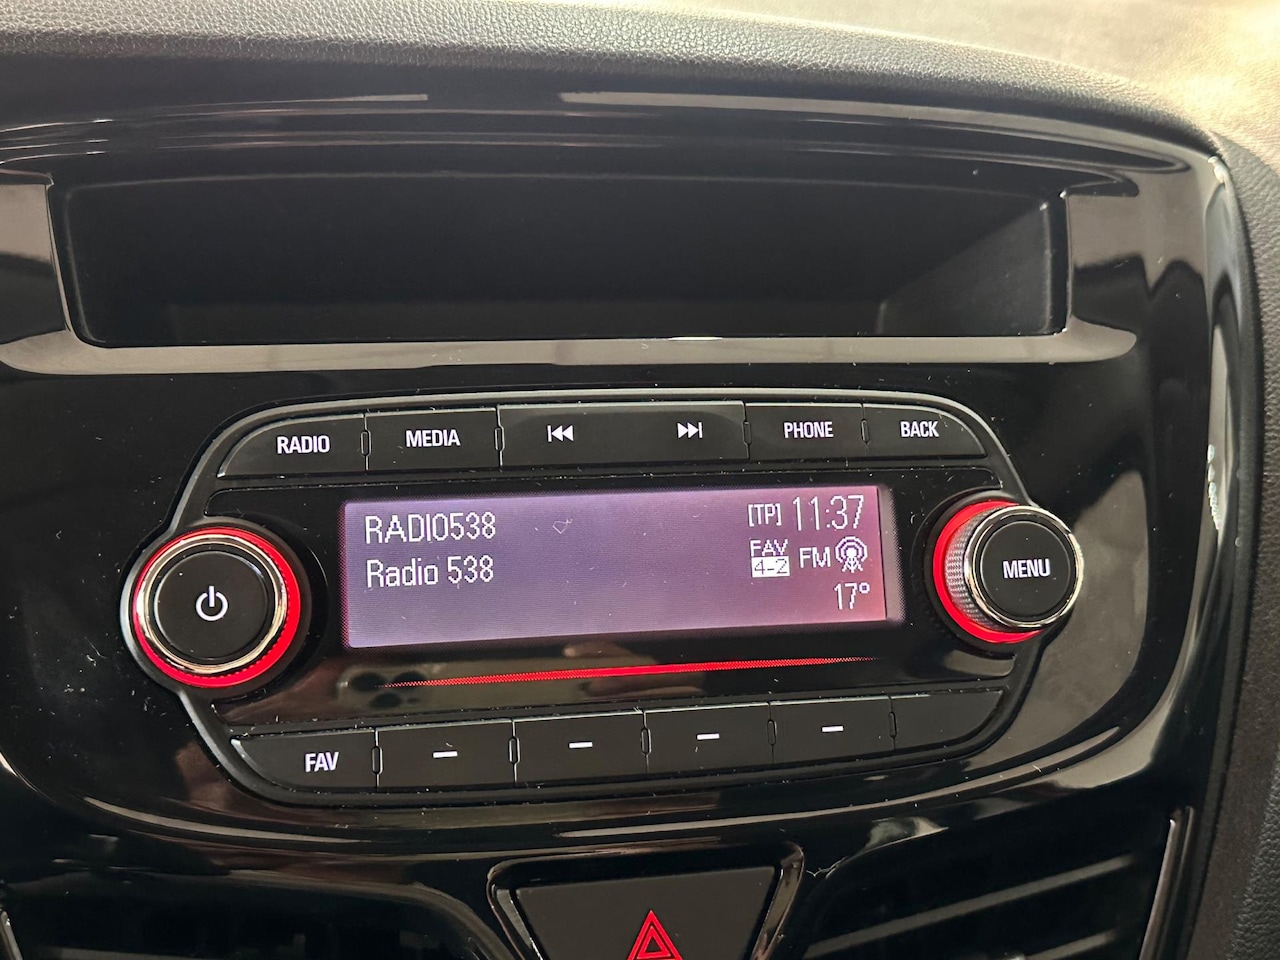 RADIO
MEDIA
PHONE
BACK
RADIO538
[TP] 11:37
Radio 538
FAV
4-2
FM
17°
MENU
FAV